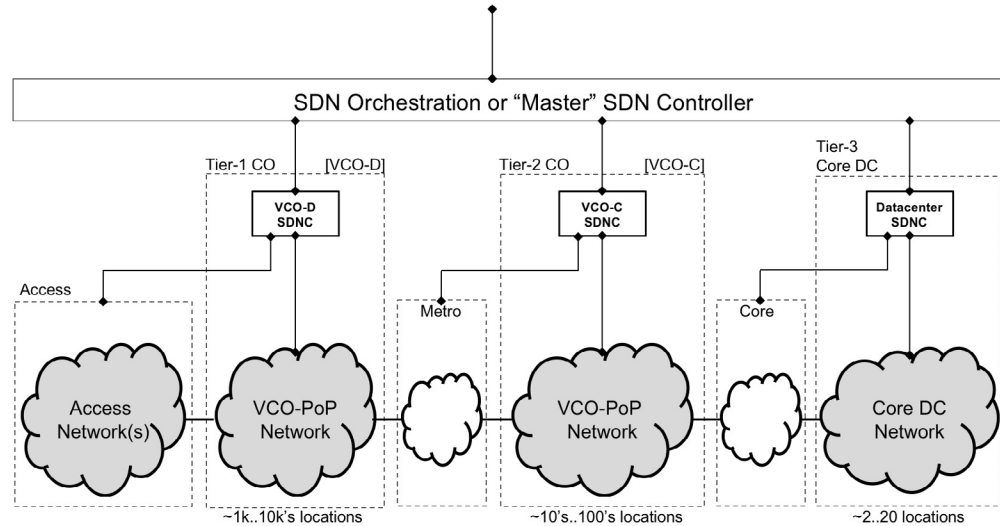 SDN Orchestration or “Master” SDN Controller
Tier-1 CO
[VCO-D]
Tier-2 CO
[VCO-C]
Tier-3
Core DC
VCO-D
SDNC
VCO-C
SDNC
Datacenter
SDNC
Access
Metro
Core
Access
Network(s)
VCO-PoP
Network
VCO-PoP
Network
Core DC
Network
~1k..10k's locations
~10's..100's locations
~2..20 locations